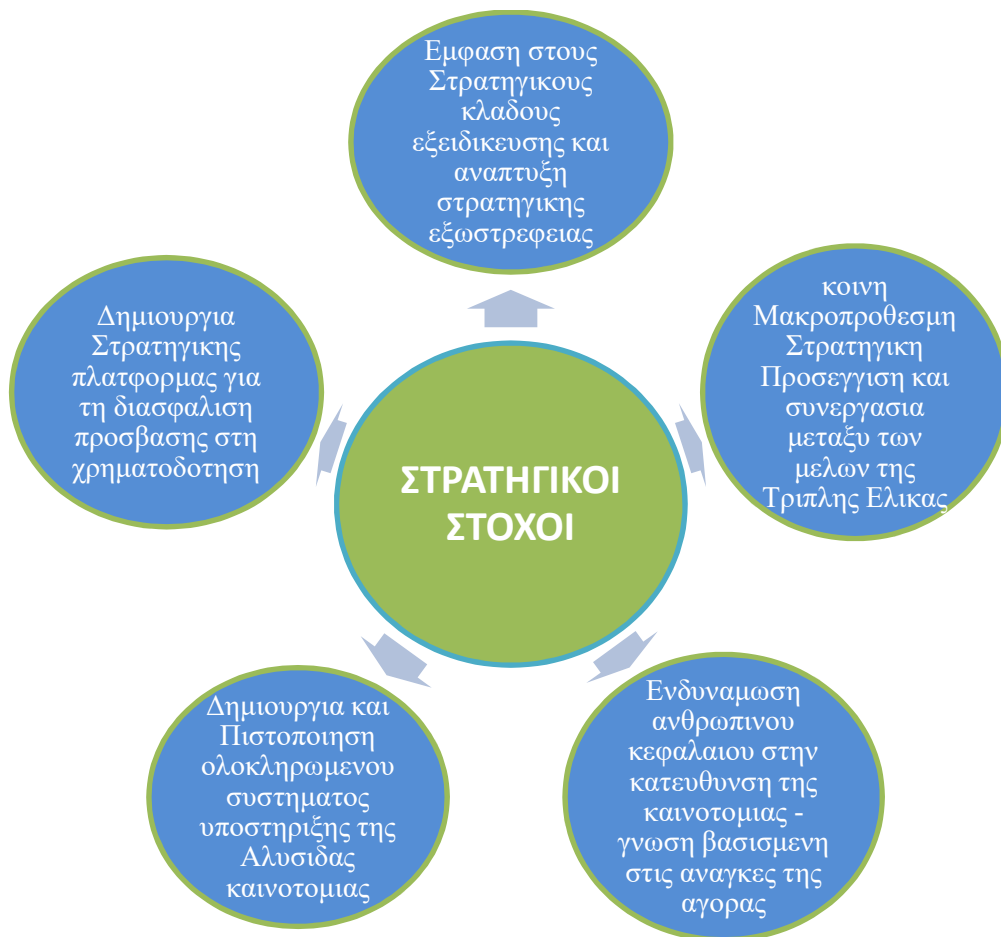 Εμφαση στους
Στρατηγικους
κλαδους
εξειδικευσης και
αναπτυξη
στρατηγικης
εξωστρεφειας
κοινη
Μακροπροθεσμη
Στρατηγικη
Προσεγγιση και
συνεργασια
μεταξυ των
μελων της
Τριπλης Ελικας
Ενδυναμωση
ανθρωπινου
κεφαλαιου στην
κατευθυνση της
καινοτομιας -
γνωση βασισμενη
στις αναγκες της
αγορας
Δημιουργια και
Πιστοποιηση
ολοκληρωμενου
συστηματος
υποστηριξης της
Αλυσιδας
καινοτομιας
Δημιουργια
Στρατηγικης
πλατφορμας για
τη διασφαλιση
προσβασης στη
χρηματοδοτηση
ΣΤΡΑΤΗΓΙΚΟΙ
ΣΤΟΧΟΙ